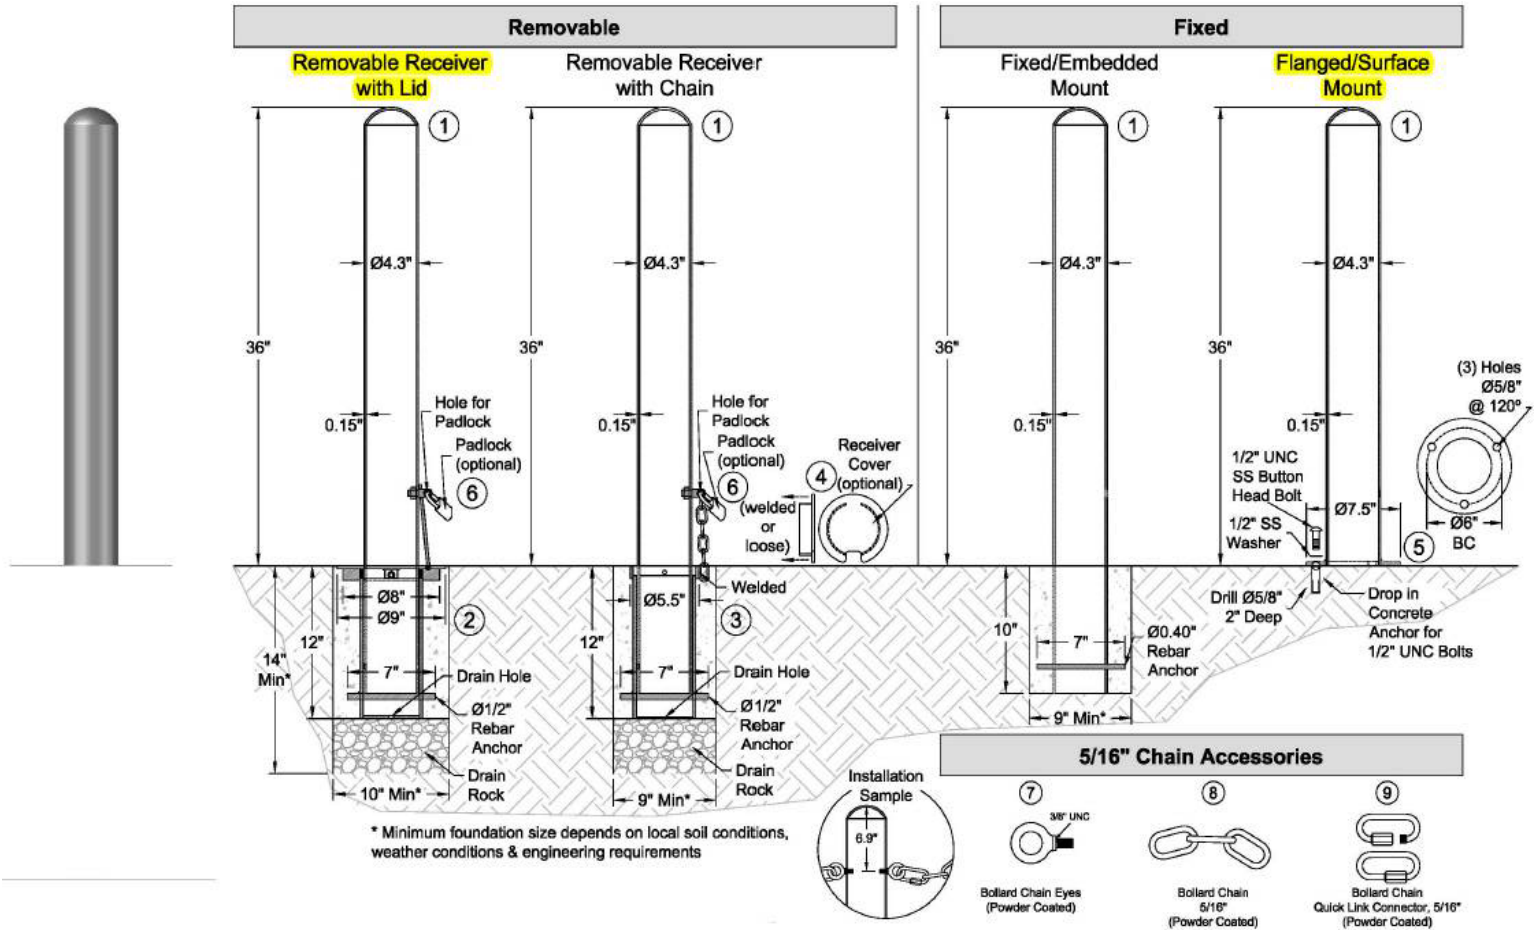 Removable
Fixed
Removable Receiver
with Lid
Removable Receiver
with Chain
Fixed/Embedded
Mount
Flanged/Surface
Mount
1
1
1
1
Ø4.3"
Ø4.3"
Ø4.3"
Ø4.3"
36"
36"
36"
36"
0.15"
0.15"
0.15"
0.15"
Hole for
Padlock
Padlock
(optional)
6
Hole for
Padlock
Padlock
(optional)
6
(welded
or
loose)
4
Receiver
Cover
(optional)
1/2" UNC
SS Button
Head Bolt
1/2" SS
Washer
Ø7.5"
(3) Holes
Ø5/8"
@ 120º
Ø6"
BC
5
Ø8"
Ø9"
2
12"
14"
Min*
7"
Drain Hole
Ø1/2"
Rebar
Anchor
Drain
Rock
10" Min*
Welded
Ø5.5"
3
12"
7"
Drain Hole
Ø1/2"
Rebar
Anchor
Drain
Rock
9" Min*
10"
7"
Ø0.40"
Rebar
Anchor
9" Min*
Drill Ø5/8"
2" Deep
Drop in
Concrete
Anchor for
1/2" UNC Bolts
* Minimum foundation size depends on local soil conditions,
weather conditions & engineering requirements
Installation
Sample
6.9"
5/16" Chain Accessories
7
3/8" UNC
Bollard Chain Eyes
(Powder Coated)
8
Bollard Chain
5/16"
(Powder Coated)
9
Bollard Chain
Quick Link Connector, 5/16"
(Powder Coated)